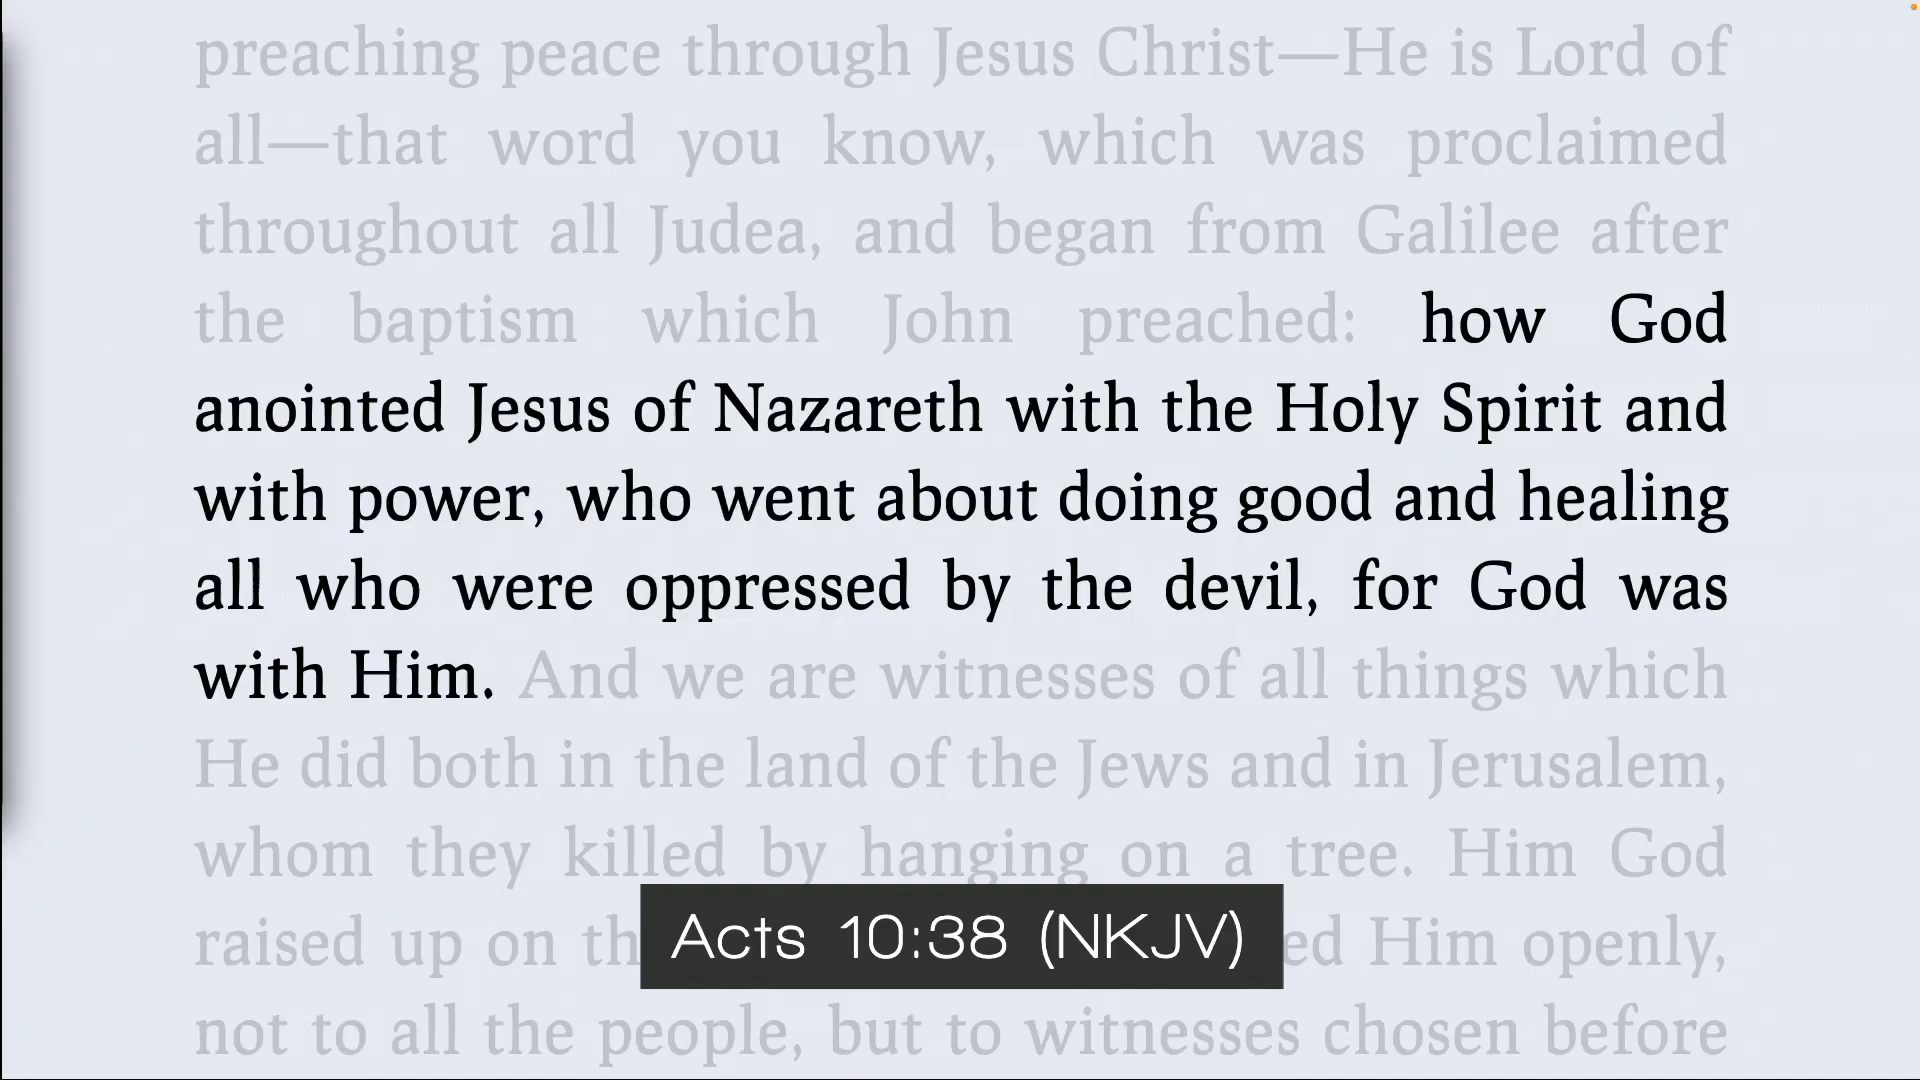 preaching peace through Jesus Christ—He is Lord of
all—that word you know, which was proclaimed
throughout all Judea, and began from Galilee after
the baptism which John preached: how God
anointed Jesus of Nazareth with the Holy Spirit and
with power, who went about doing good and healing
all who were oppressed by the devil, for God was
with Him. And we are witnesses of all things which
He did both in the land of the Jews and in Jerusalem,
whom they killed by hanging on a tree. Him God
raised up on Him openly,
Acts 10:38 (NKJV)
not to all the people, but to witnesses chosen before